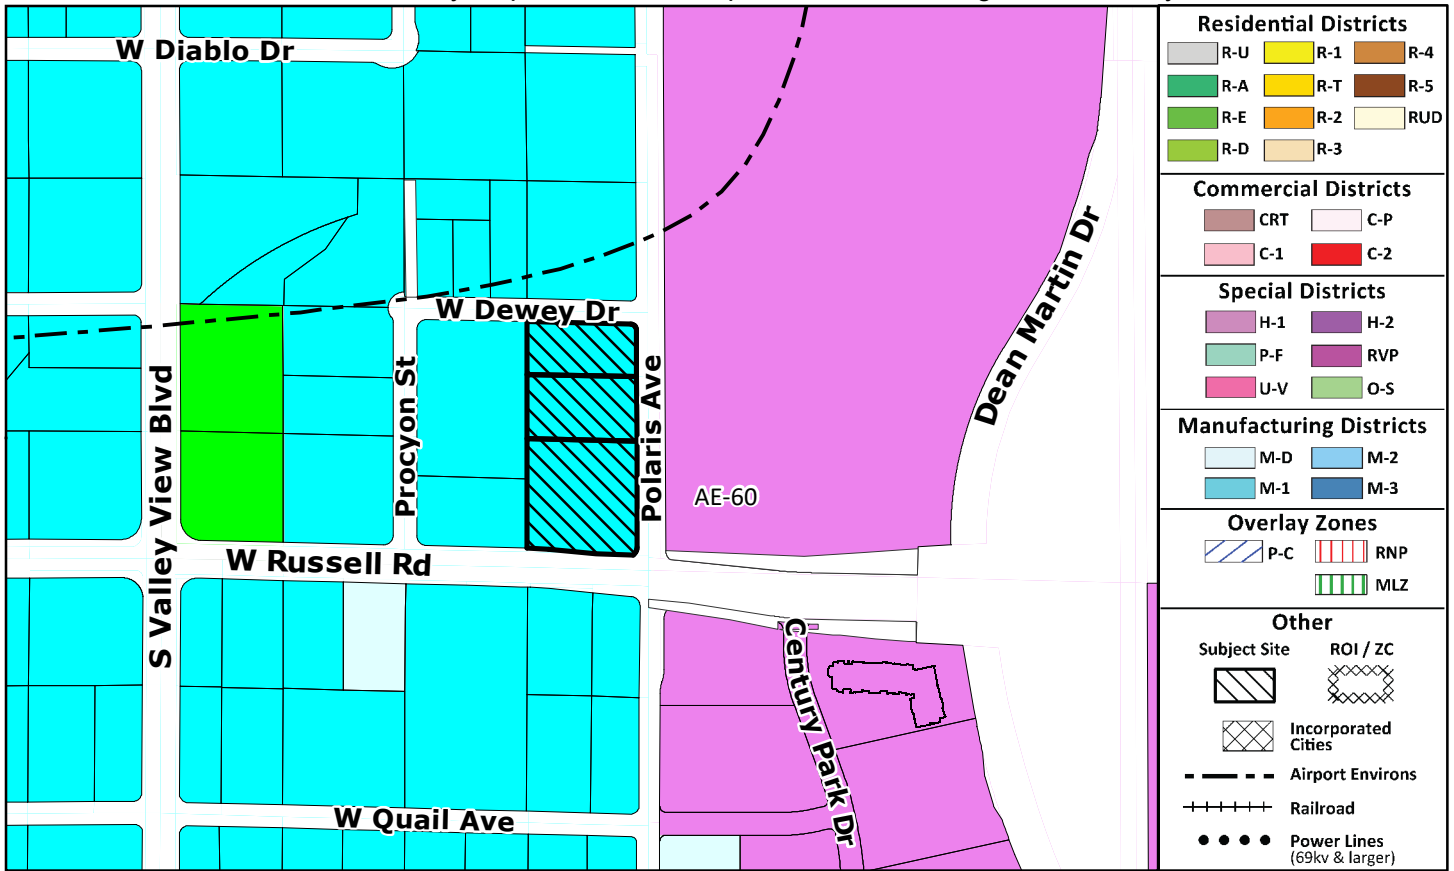 W Diablo Dr
W Dewey Dr
S Valley View Blvd
Procyon St
Polaris Ave
Dean Martin Dr
AE-60
W Russell Rd
Century Park Dr
W Quail Ave
Residential Districts
R-U R-1 R-4
R-A R-T R-5
R-E R-2 RUD
R-D R-3
Commercial Districts
CRT C-P
C-1 C-2
Special Districts
H-1 H-2
P-F RVP
U-V O-S
Manufacturing Districts
M-D M-2
M-1 M-3
Overlay Zones
P-C RNP
MLZ
Other
Subject Site ROI / ZC
Incorporated
Cities
Airport Environs
Railroad
Power Lines
(69kv & larger)